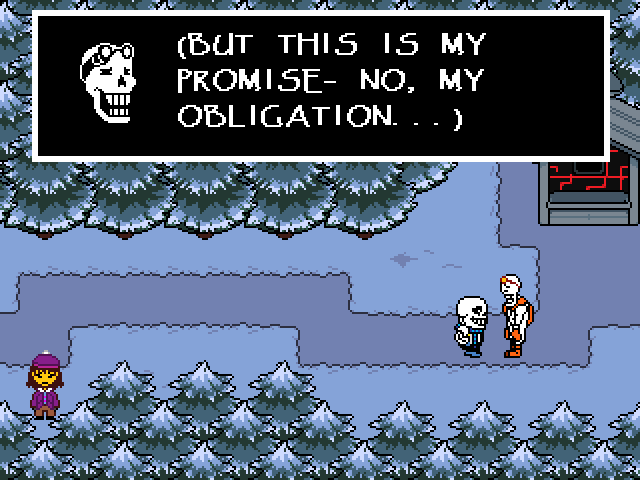 (BUT THIS IS MY
PROMISE- NO, MY
OBLIGATION...)